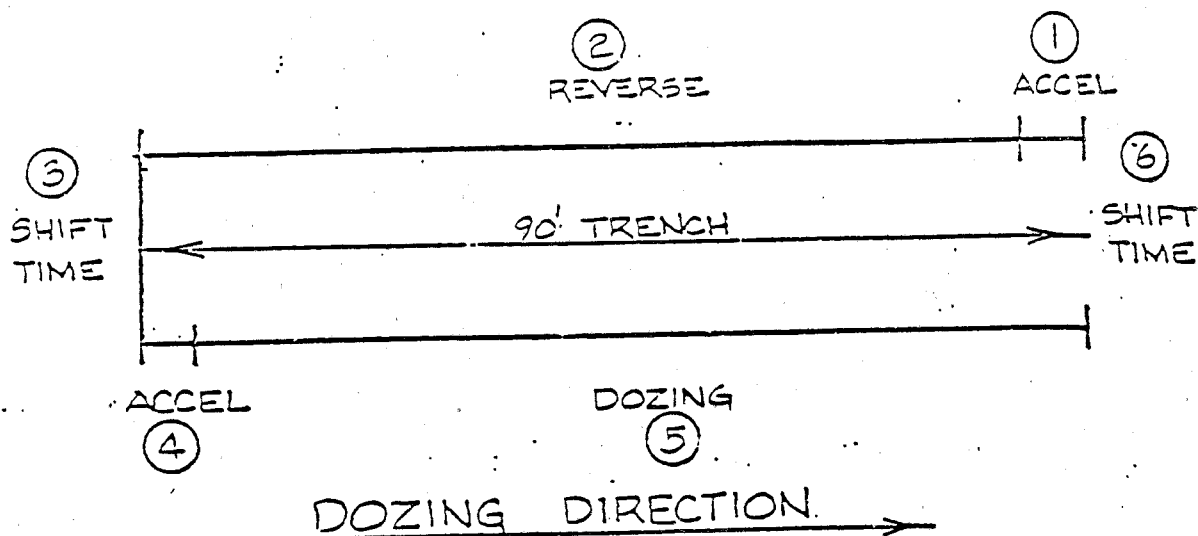 2
REVERSE
1
ACCEL
3
SHIFT
TIME
90' TRENCH
6
SHIFT
TIME
ACCEL
4
DOZING
5
DOZING DIRECTION